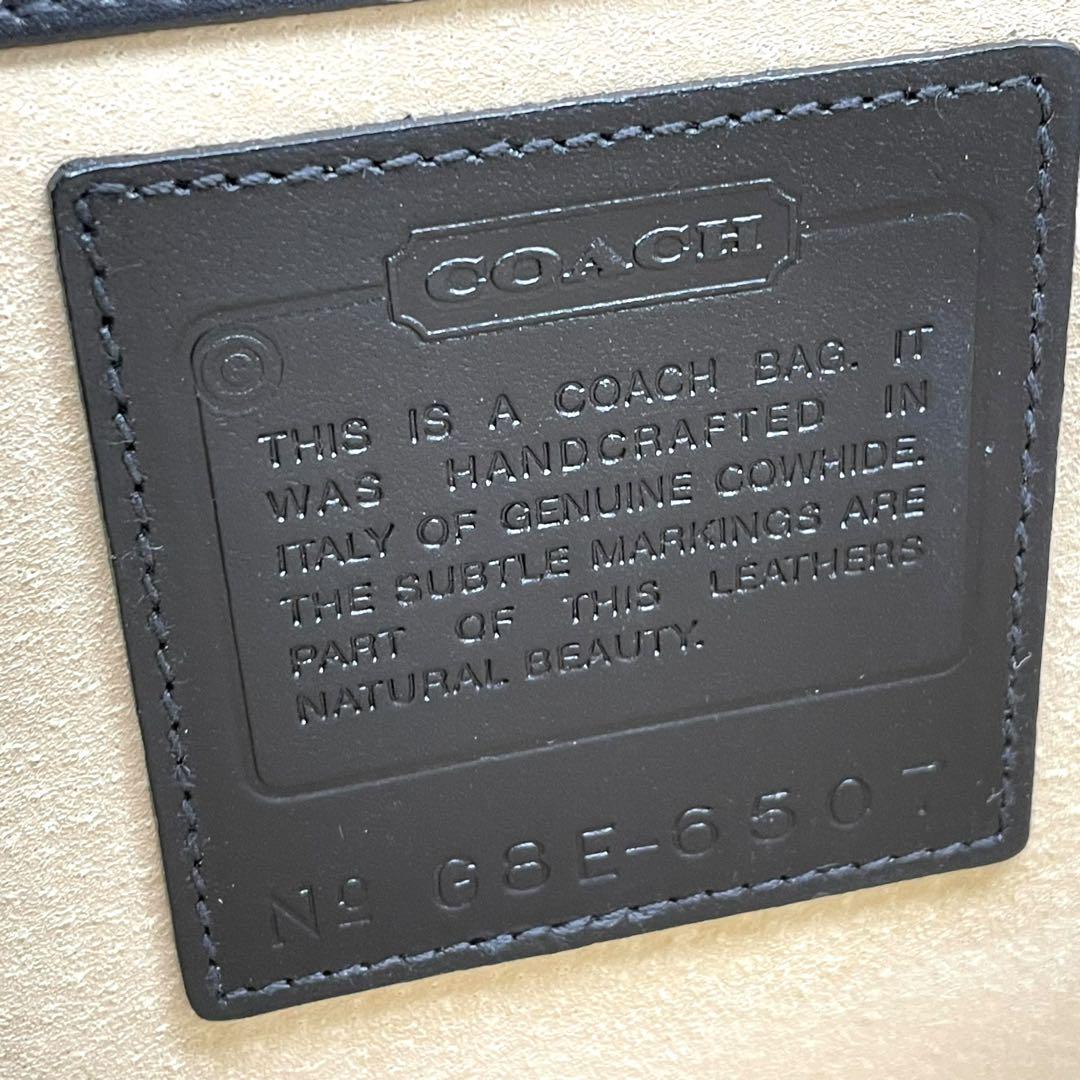 COACH
©
THIS IS A COACH BAG. IT
WAS HANDCRAFTED IN
ITALY OF GENUINE COWHIDE.
THE SUBTLE MARKINGS ARE
PART OF THIS LEATHERS
NATURAL BEAUTY.
Nº G8E-6507